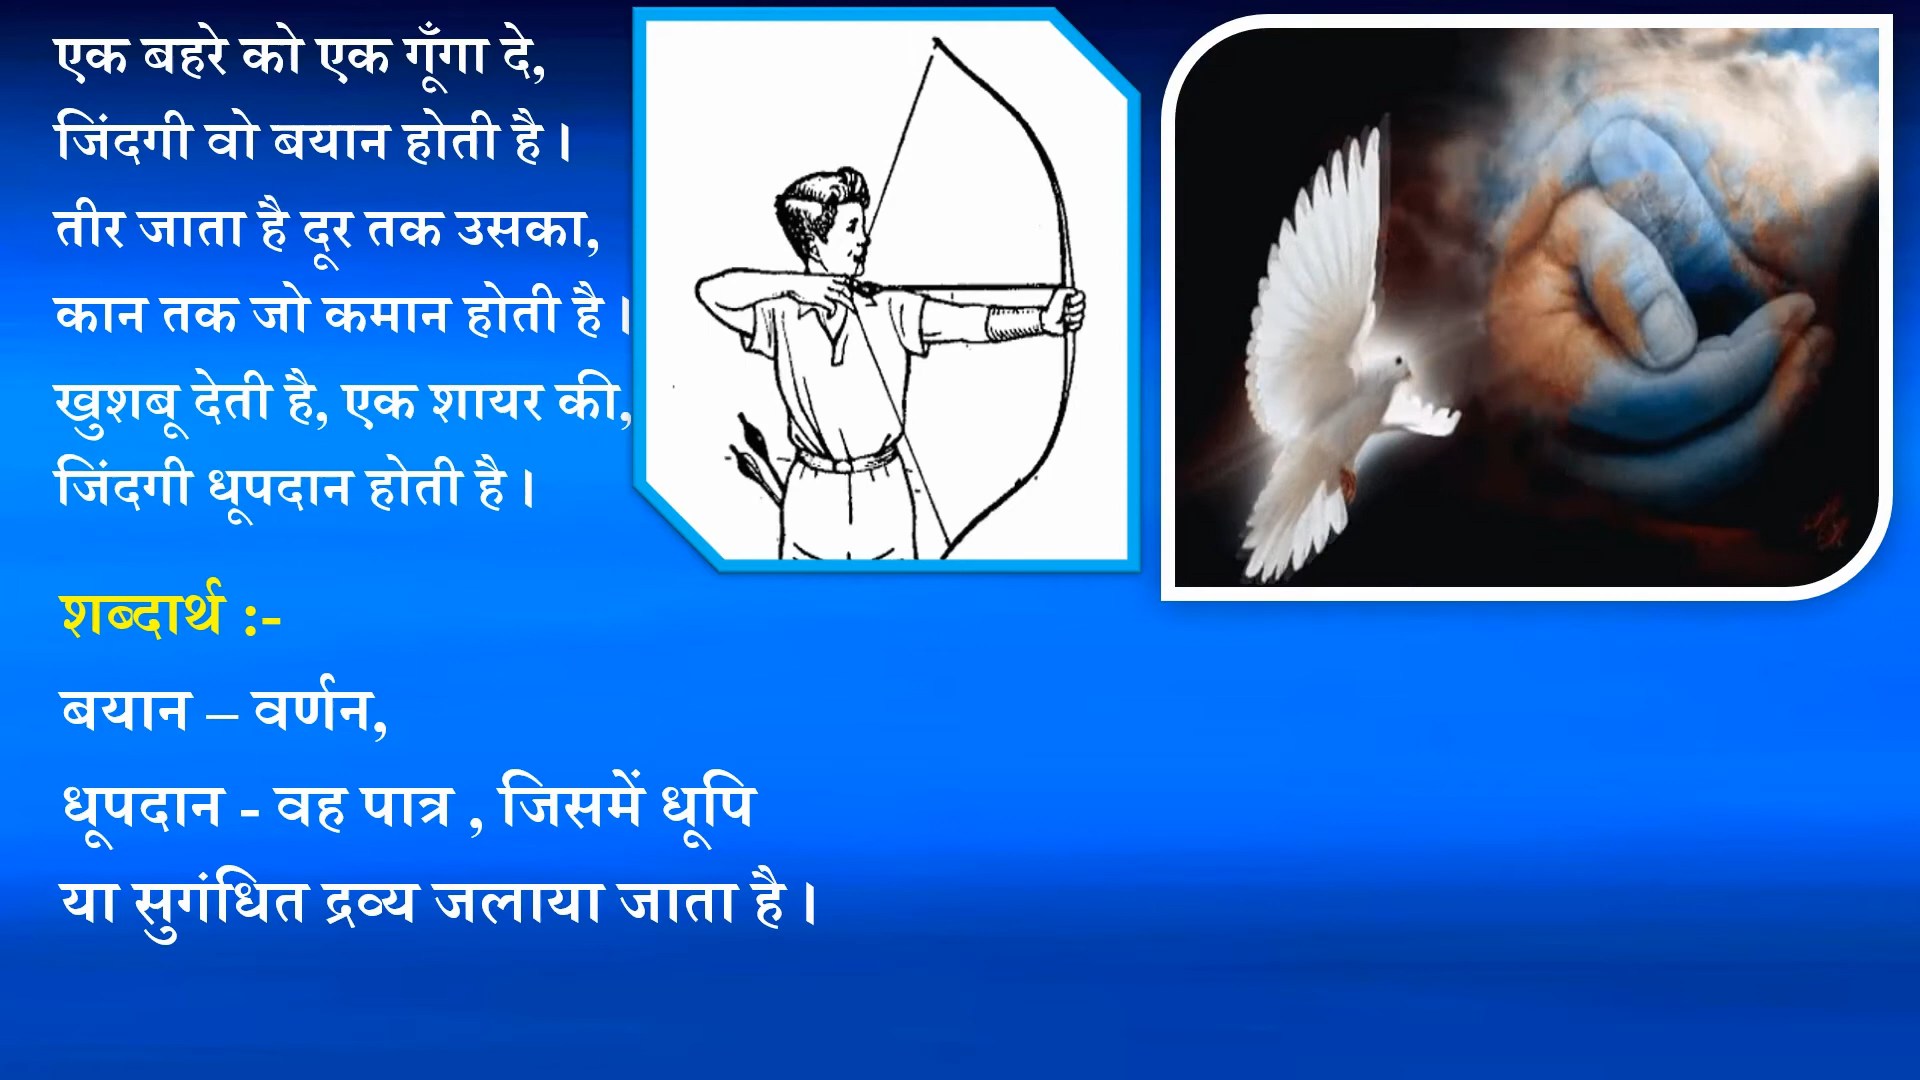 एक बहरे को एक गूँगा दे,
जिंदगी वो बयान होती है।
तीर जाता है दूर तक उसका,
कान तक जो कमान होती है।
खुशबू देती है, एक शायर की,
जिंदगी धूपदान होती है।
शब्दार्थ :-
बयान – वर्णन,
धूपदान - वह पात्र , जिसमें धूपि
या सुगंधित द्रव्य जलाया जाता है।